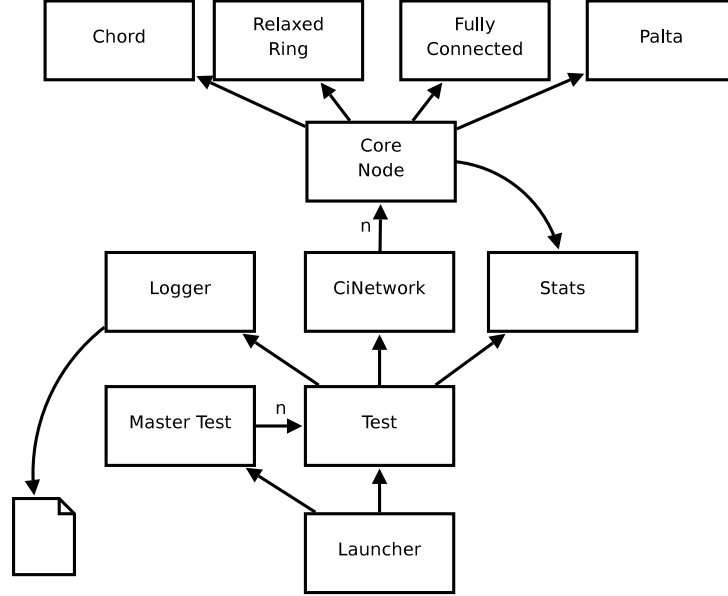 Chord
Relaxed
Ring
Fully
Connected
Palta
Core
Node
n
Logger
CiNetwork
Stats
n
Master Test
Test
Launcher